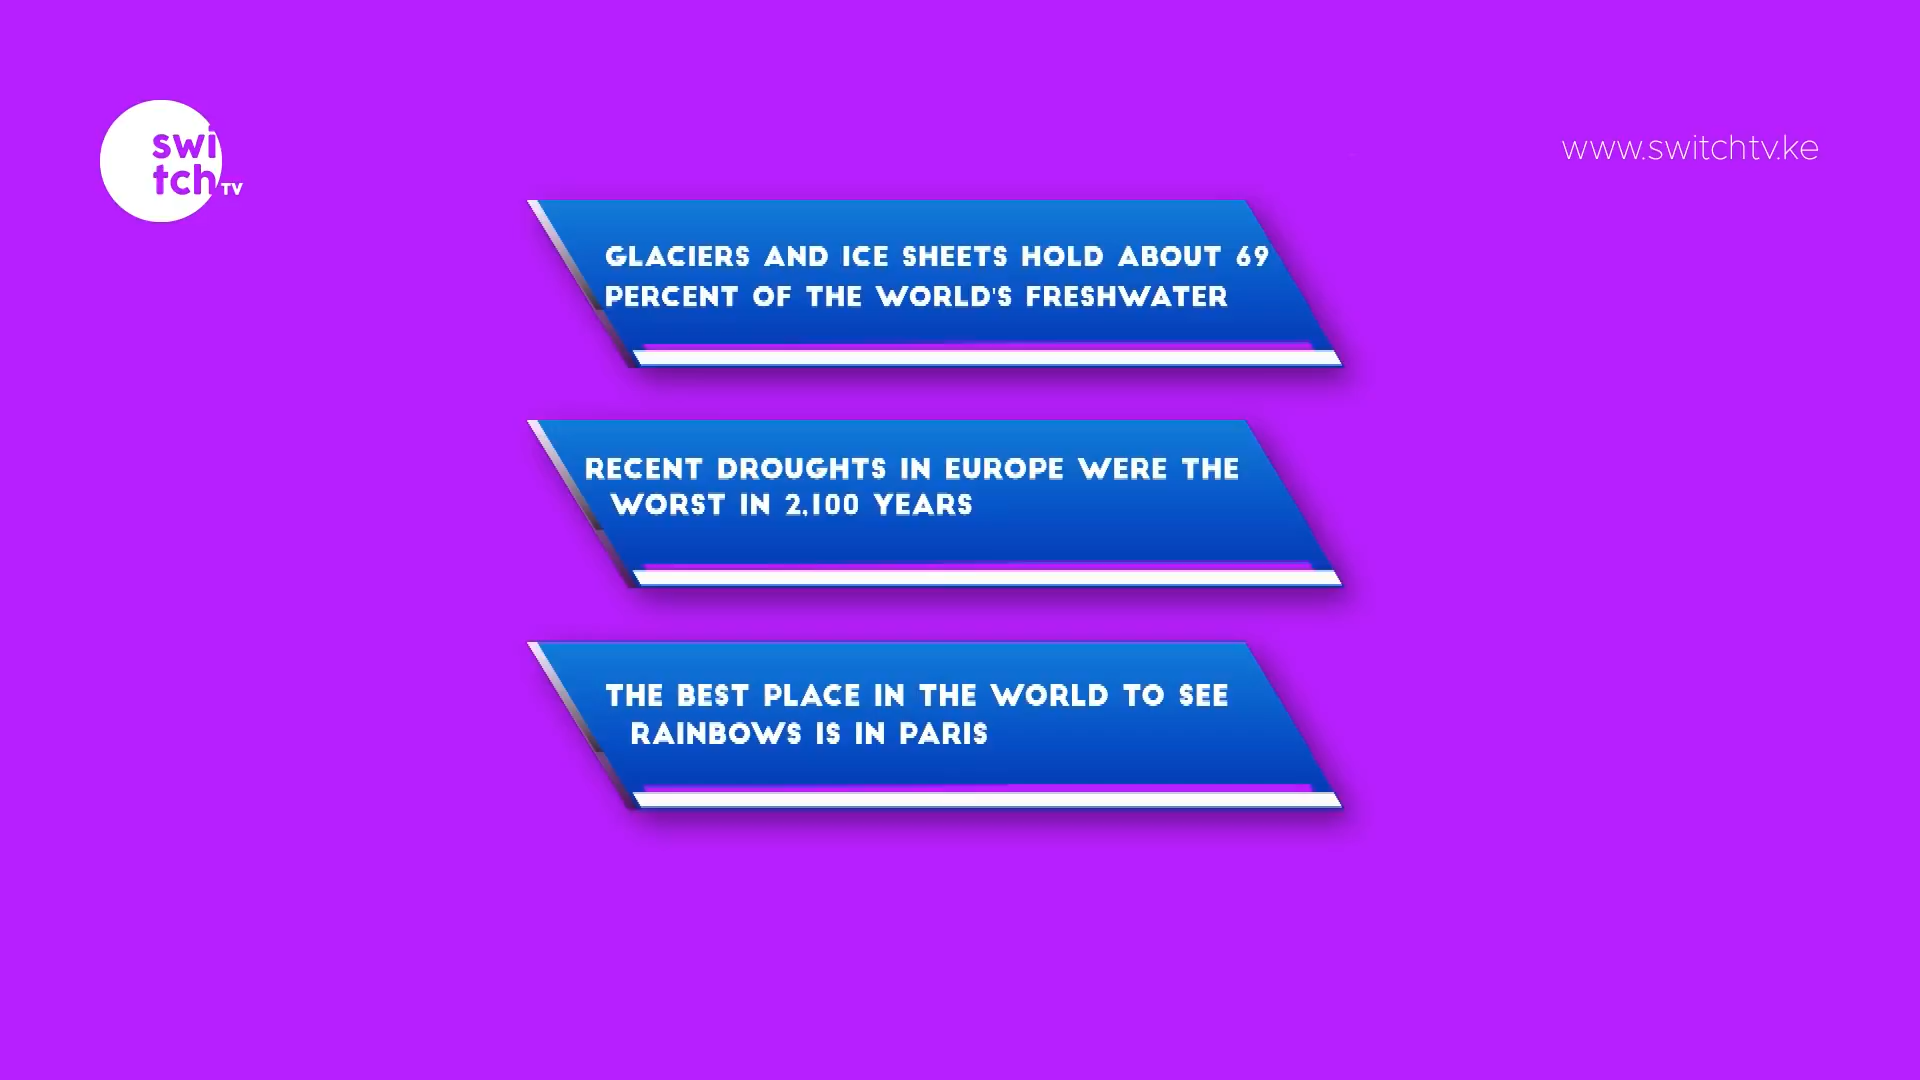 swi
tch TV
www.switchtv.ke
GLACIERS AND ICE SHEETS HOLD ABOUT 69
PERCENT OF THE WORLD'S FRESHWATER
RECENT DROUGHTS IN EUROPE WERE THE
WORST IN 2,100 YEARS
THE BEST PLACE IN THE WORLD TO SEE
RAINBOWS IS IN PARIS